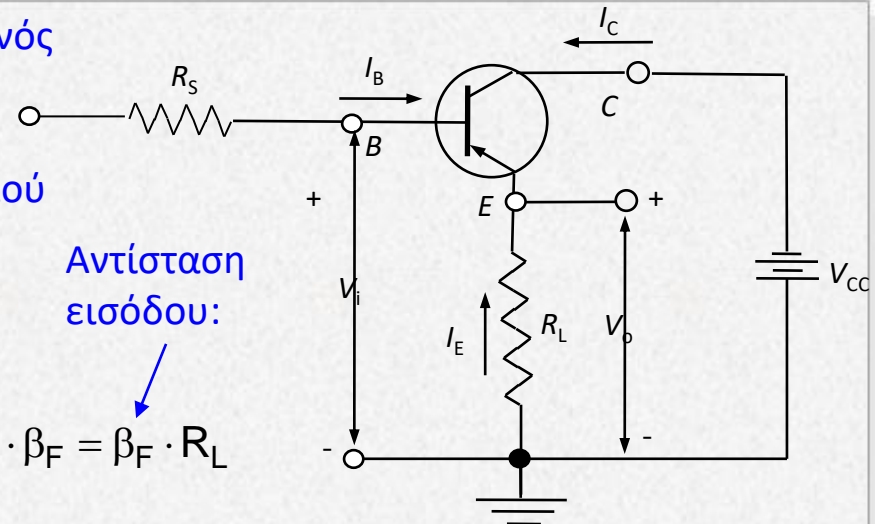 νός
I_C
R_S
I_B
C
B
ού
+
E
+
Αντίσταση
εισόδου:
V_i
V_CC
I_E
R_L
V_o
· β_F = β_F · R_L
-
-